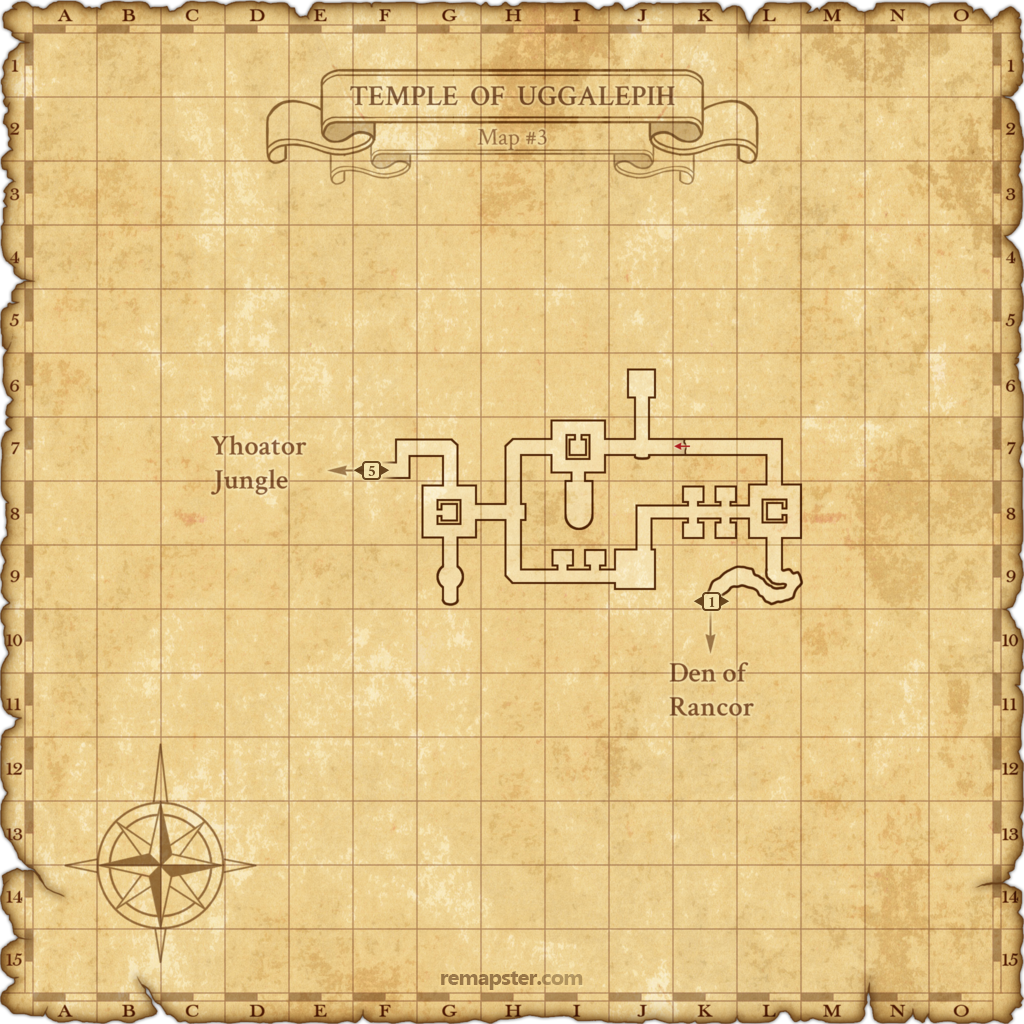 A B C D E F G H I J K L M N O
1 1
TEMPLE OF UGGALEPIH
2 2
Map #3
3 3
4 4
5 5
6 6
7 7
Yhoator
Jungle
5
8 8
9 9
1
10 10
Den of
Rancor
11 11
12 12
13 13
14 14
15 15
remapster.com
A B C D E F G H I J K L M N O